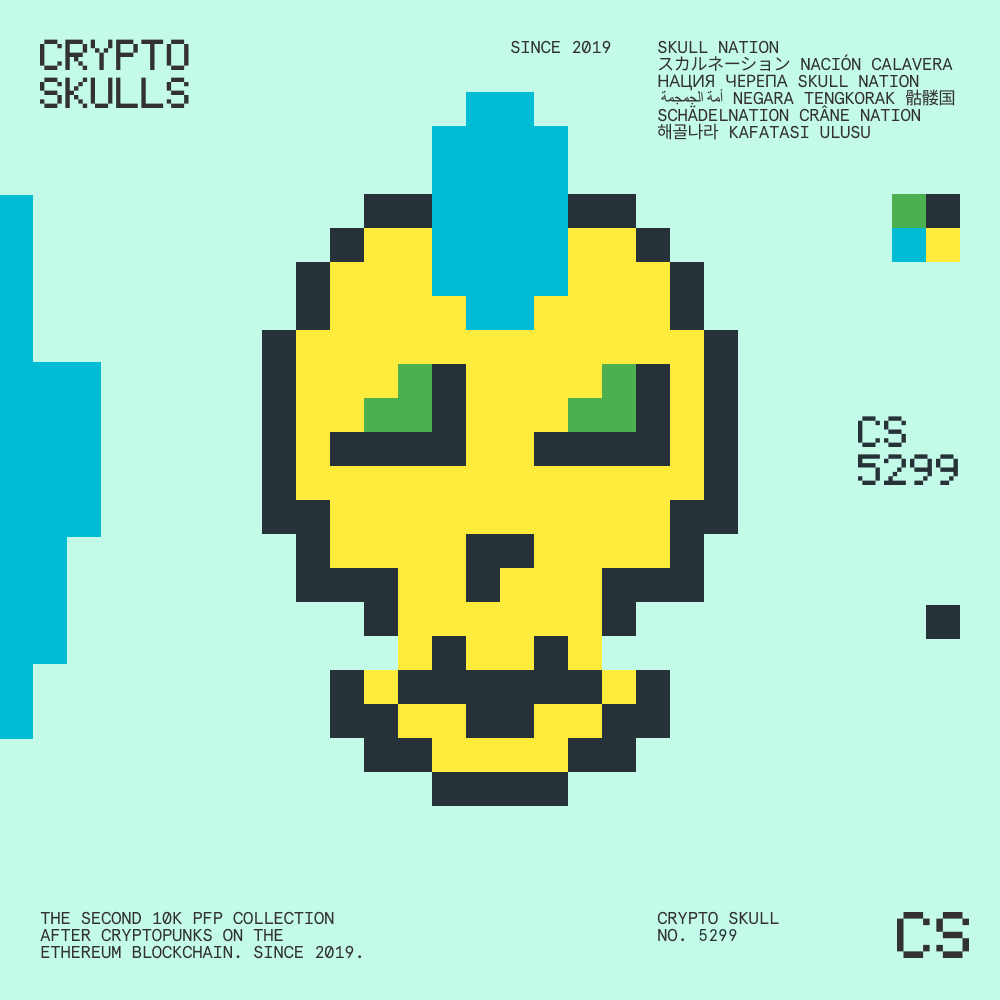 CRYPTO
SKULLS
SINCE 2019
SKULL NATION
スカルネーション NACIÓN CALAVERA
НАЦИЯ ЧЕРЕПА SKULL NATION
أمة الجمجمة NEGARA TENGKORAK 骷髅国
SCHÄDELNATION CRÂNE NATION
해골나라 KAFATASI ULUSU
CS
5299
THE SECOND 10K PFP COLLECTION
AFTER CRYPTOPUNKS ON THE
ETHEREUM BLOCKCHAIN. SINCE 2019.
CRYPTO SKULL
NO. 5299
CS